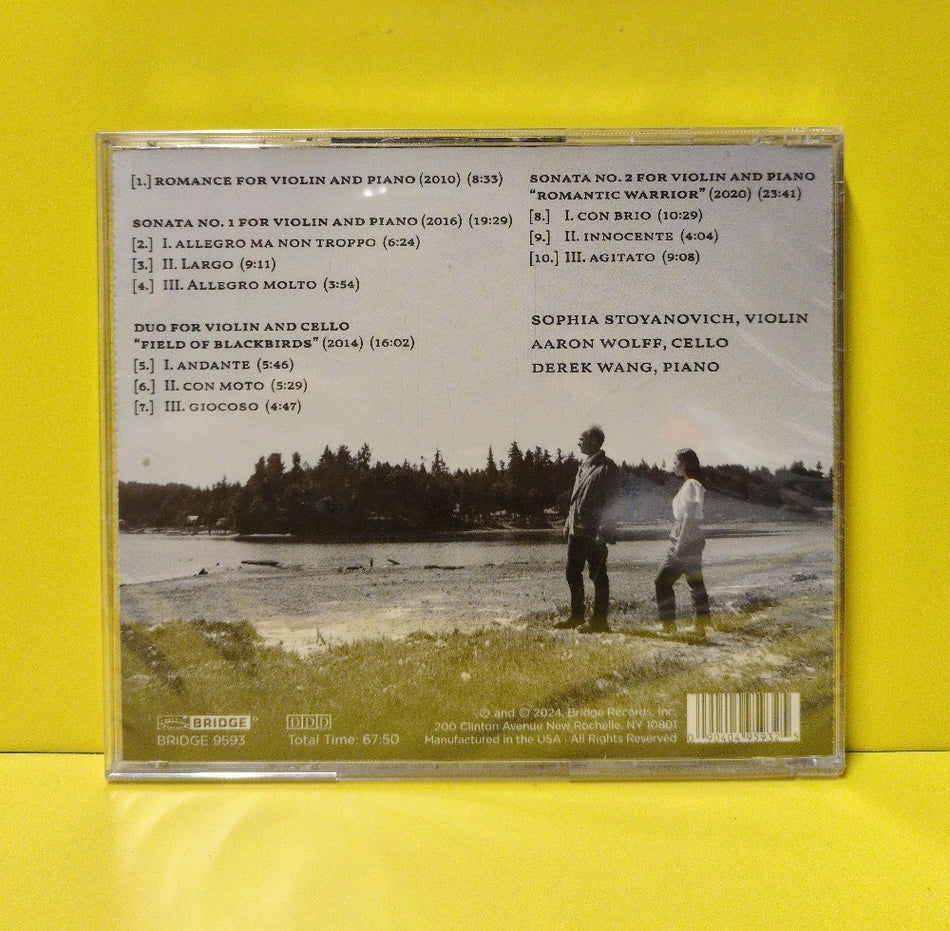 [1.] ROMANCE FOR VIOLIN AND PIANO (2010) (8:33)
SONATA NO. 1 FOR VIOLIN AND PIANO (2016) (19:29)
[2.] I. ALLEGRO MA NON TROPPO (6:24)
[3.] II. LARGO (9:11)
[4.] III. ALLEGRO MOLTO (3:54)
DUO FOR VIOLIN AND CELLO
"FIELD OF BLACKBIRDS" (2014) (16:02)
[5.] I. ANDANTE (5:46)
[6.] II. CON MOTO (5:29)
[7.] III. GIOCOSO (4:47)
SONATA NO. 2 FOR VIOLIN AND PIANO
"ROMANTIC WARRIOR" (2020) (23:41)
[8.] I. CON BRIO (10:29)
[9.] II. INNOCENTE (4:04)
[10.] III. AGITATO (9:08)
SOPHIA STOYANOVICH, VIOLIN
AARON WOLFF, CELLO
DEREK WANG, PIANO
BRIDGE®
BRIDGE 9593
DDD
Total Time: 67:50
℗ and © 2024, Bridge Records, Inc.
200 Clinton Avenue New Rochelle, NY 10801
Manufactured in the USA · All Rights Reserved
0 90404 95932 5